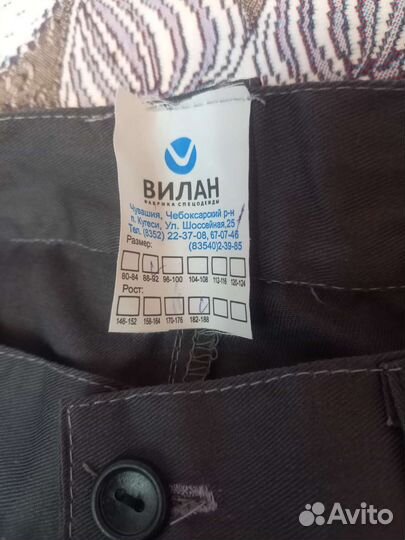 ВИЛАН
ФАБРИКА СПЕЦОДЕЖДЫ
Чувашия, Чебоксарский р-н
п. Кугеси, Ул. Шоссейная, 25
Тел. (8352) 22-37-08, 67-07-46
Размер: (83540)2-39-85
80-84 88-92 96-100 104-108 112-116 120-124
Рост:
146-152 158-164 170-176 182-188
Avito